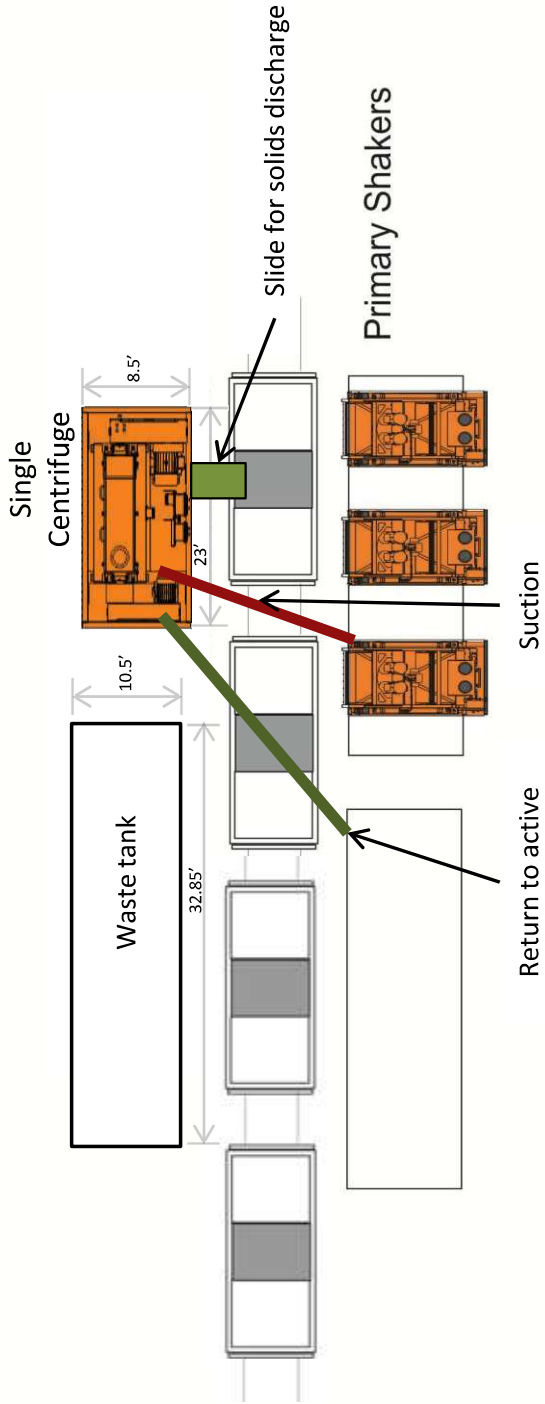 Single
Centrifuge
8.5’
23’
Slide for solids discharge
Primary Shakers
Suction
10.5’
Waste tank
32.85’
Return to active